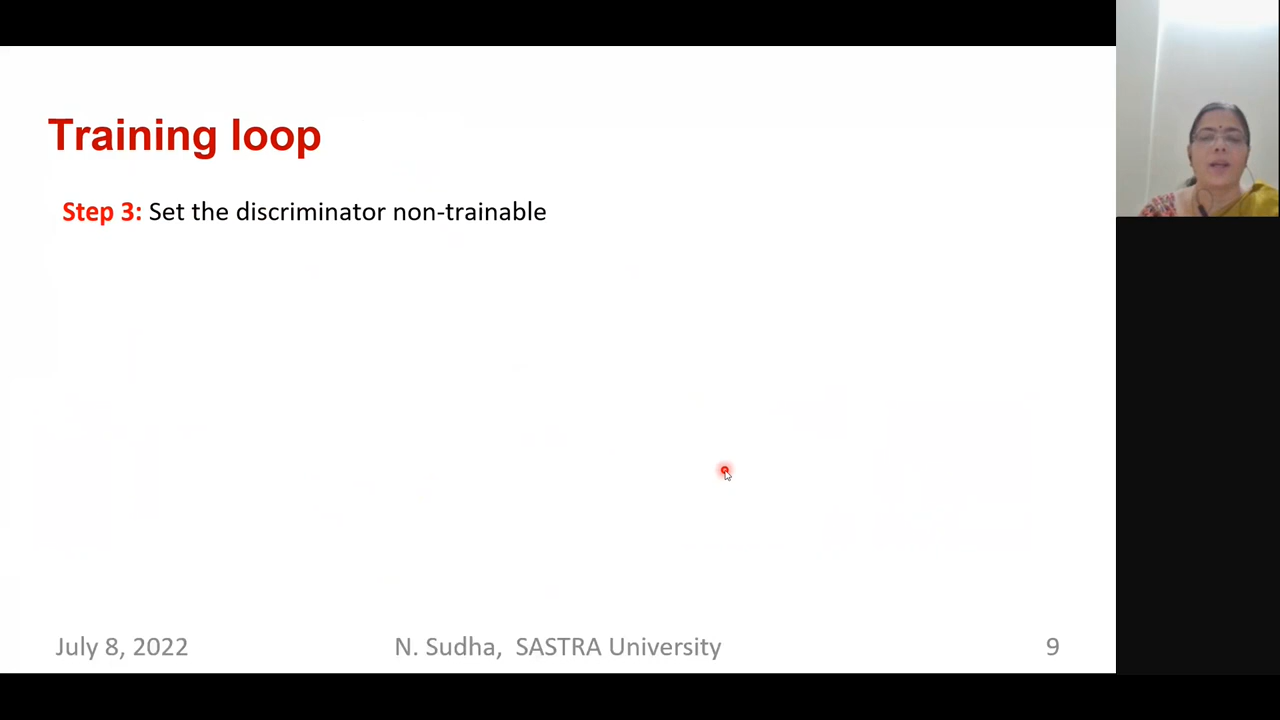 Training loop
Step 3: Set the discriminator non-trainable
July 8, 2022
N. Sudha, SASTRA University
9